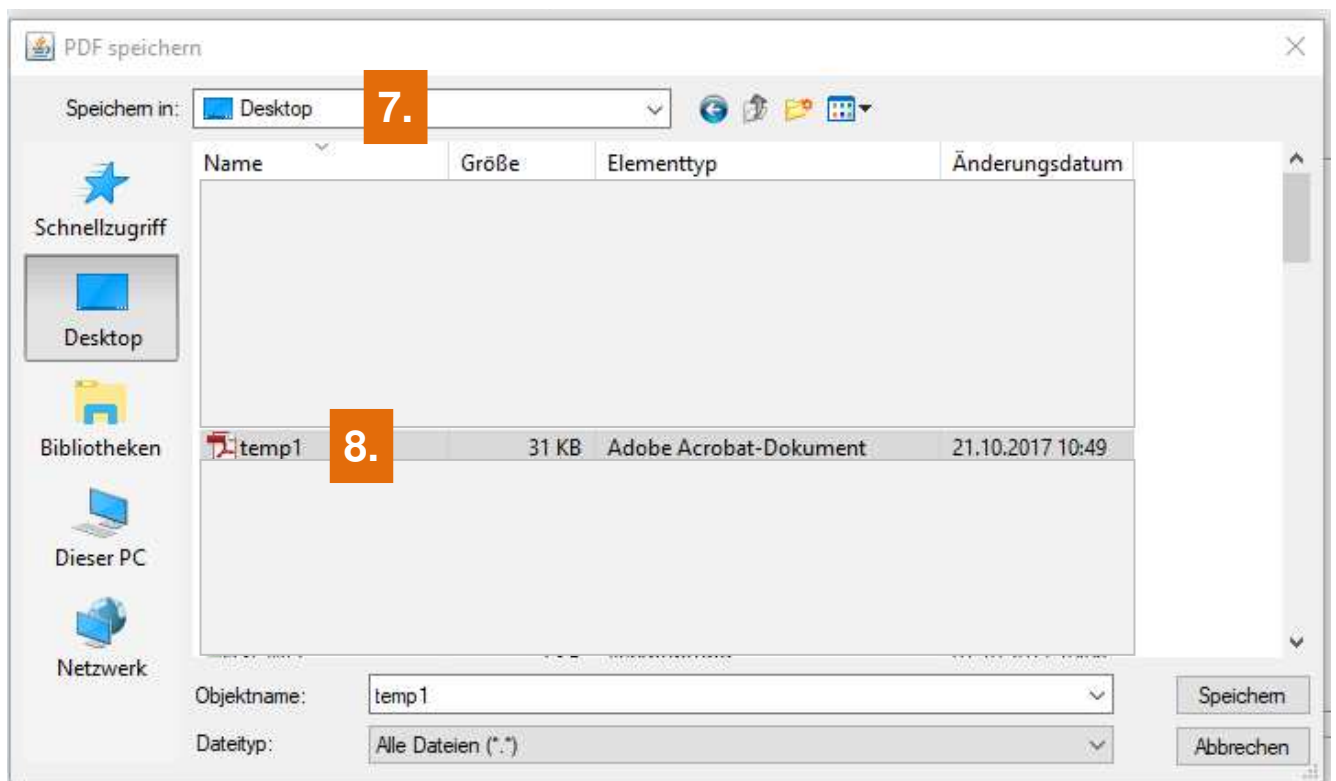 PDF speichern
Speichern in: Desktop 7.
Name Größe Elementtyp Änderungsdatum
Schnellzugriff
Desktop
Bibliotheken
temp1 8. 31 KB Adobe Acrobat-Dokument 21.10.2017 10:49
Dieser PC
Netzwerk
Objektname: temp1 Speichern
Dateityp: Alle Dateien (*.*) Abbrechen